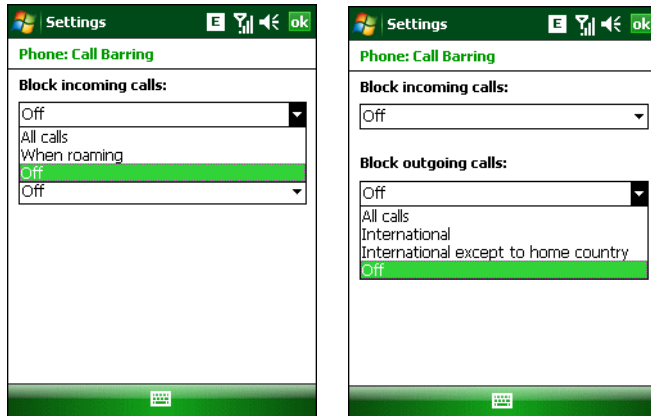 Settings
E
ok
Phone: Call Barring
Block incoming calls:
Off
All calls
When roaming
Off
Off
Settings
E
ok
Phone: Call Barring
Block incoming calls:
Off
Block outgoing calls:
Off
All calls
International
International except to home country
Off